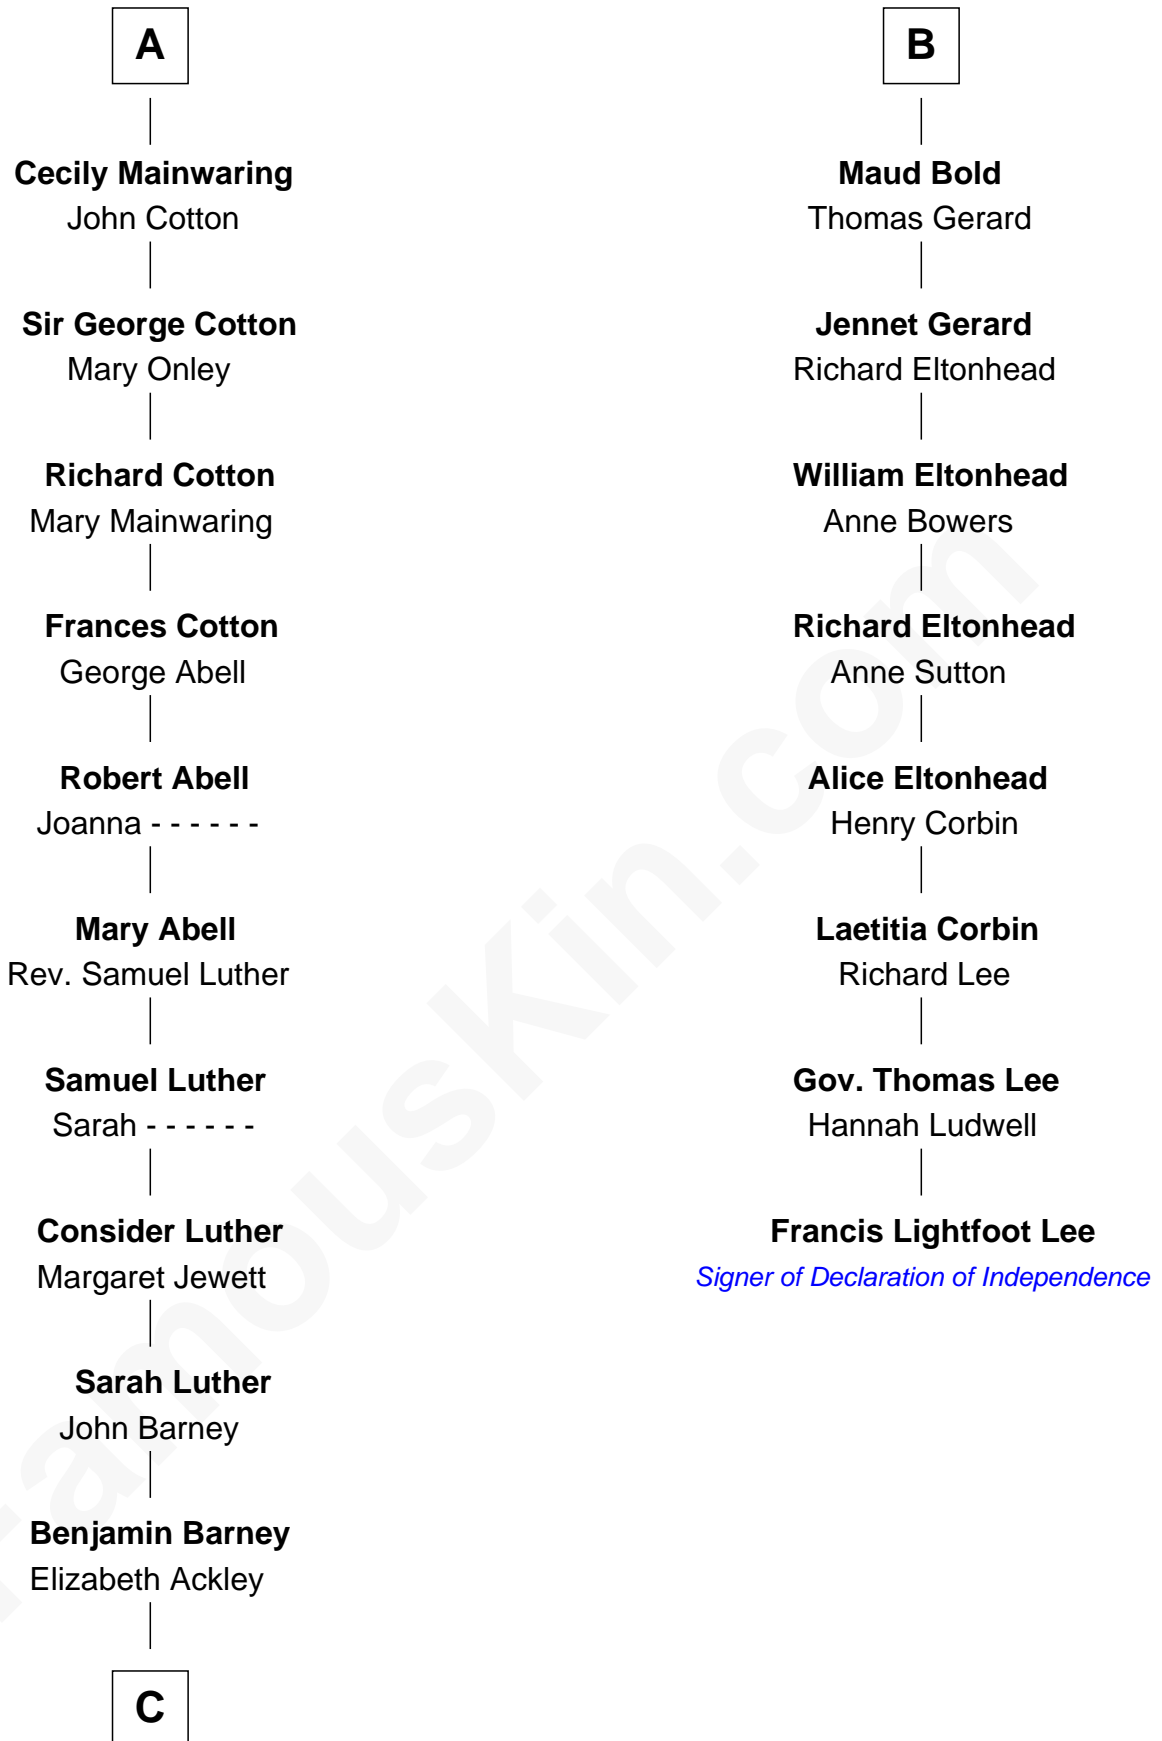 A
Cecily Mainwaring
John Cotton
Sir George Cotton
Mary Onley
Richard Cotton
Mary Mainwaring
Frances Cotton
George Abell
Robert Abell
Joanna - - - - - -
Mary Abell
Rev. Samuel Luther
Samuel Luther
Sarah - - - - - -
Consider Luther
Margaret Jewett
Sarah Luther
John Barney
Benjamin Barney
Elizabeth Ackley
C
B
Maud Bold
Thomas Gerard
Jennet Gerard
Richard Eltonhead
William Eltonhead
Anne Bowers
Richard Eltonhead
Anne Sutton
Alice Eltonhead
Henry Corbin
Laetitia Corbin
Richard Lee
Gov. Thomas Lee
Hannah Ludwell
Francis Lightfoot Lee
Signer of Declaration of Independence
FamousKin.com